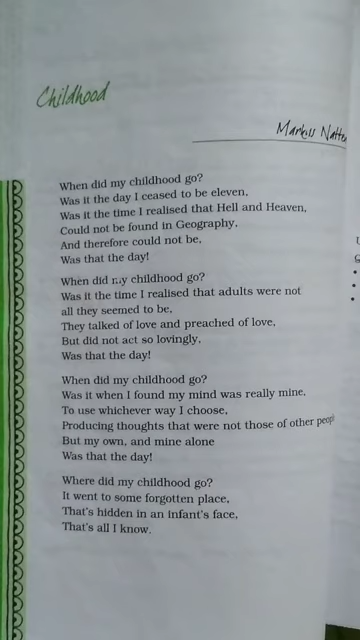 Childhood
Markus Natten
When did my childhood go?
Was it the day I ceased to be eleven,
Was it the time I realised that Hell and Heaven,
Could not be found in Geography,
And therefore could not be,
Was that the day!
When did my childhood go?
Was it the time I realised that adults were not
all they seemed to be,
They talked of love and preached of love,
But did not act so lovingly,
Was that the day!
When did my childhood go?
Was it when I found my mind was really mine,
To use whichever way I choose,
Producing thoughts that were not those of other people
But my own, and mine alone
Was that the day!
Where did my childhood go?
It went to some forgotten place,
That's hidden in an infant's face,
That's all I know.